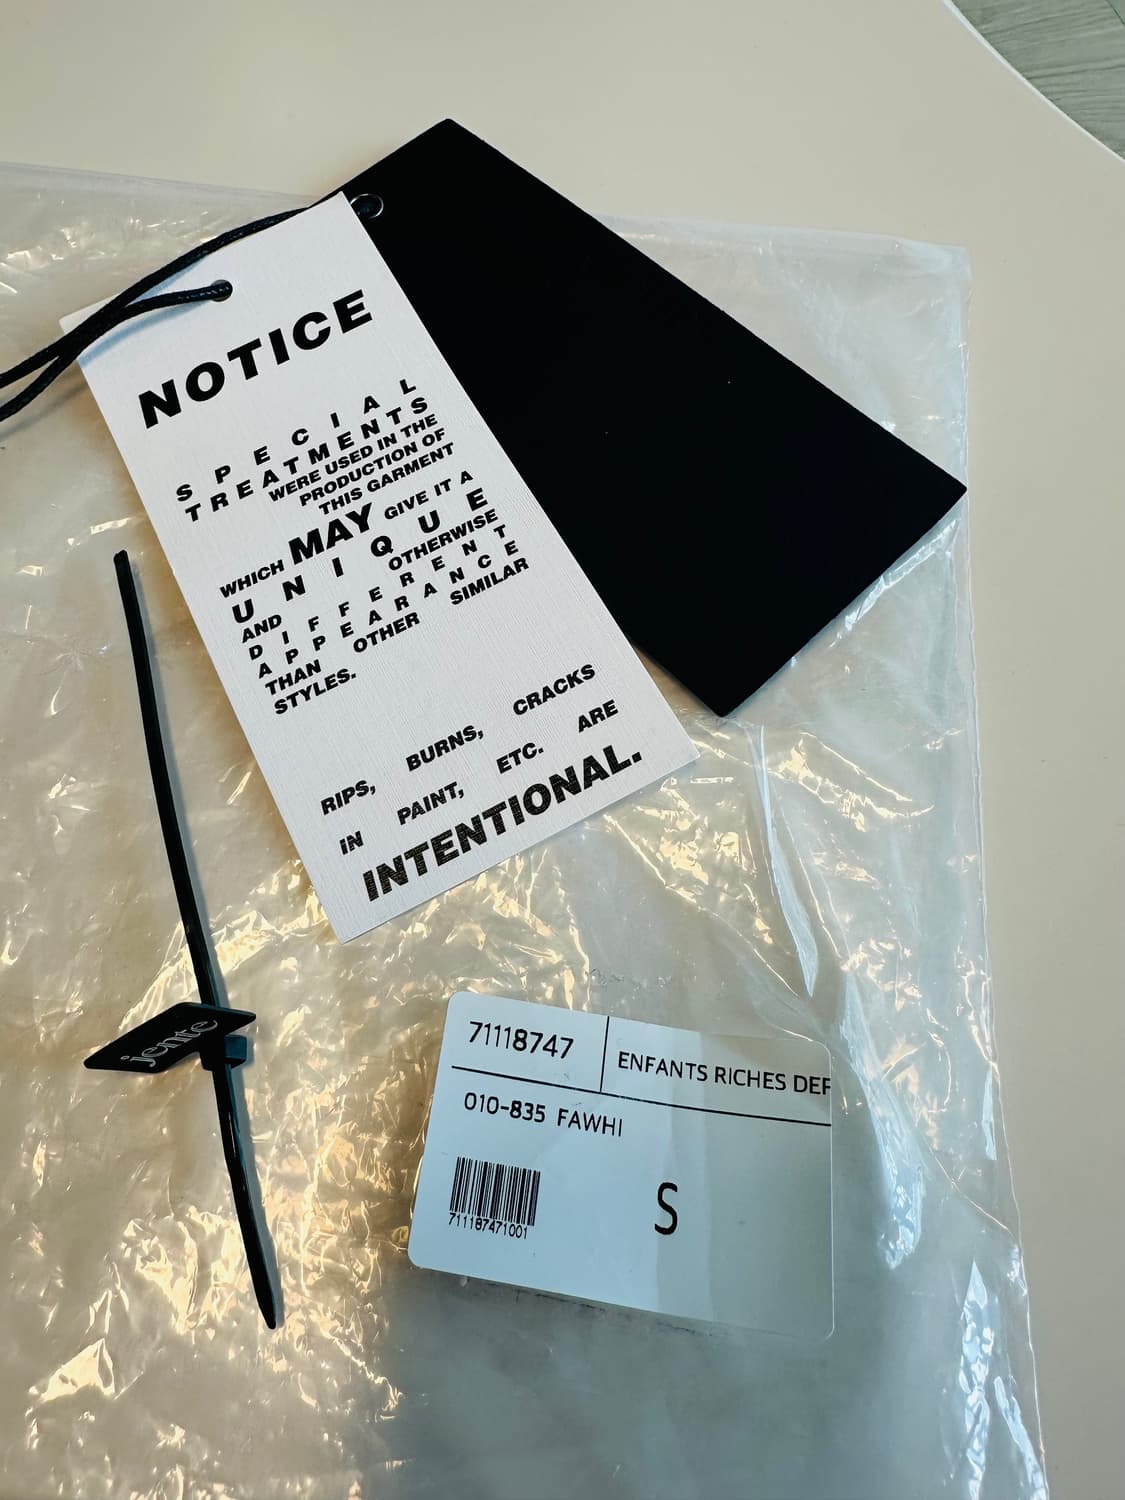 NOTICE
SPECIAL
TREATMENTS
WERE USED IN THE
PRODUCTION OF
THIS GARMENT
WHICH MAY GIVE IT A
UNIQUE
AND OTHERWISE
DIFFERENT
APPEARANCE
THAN OTHER SIMILAR
STYLES.
RIPS, BURNS, CRACKS
IN PAINT, ETC. ARE
INTENTIONAL.
jente
71118747
ENFANTS RICHES DEF
010-835 FAWHI
711187471001
S